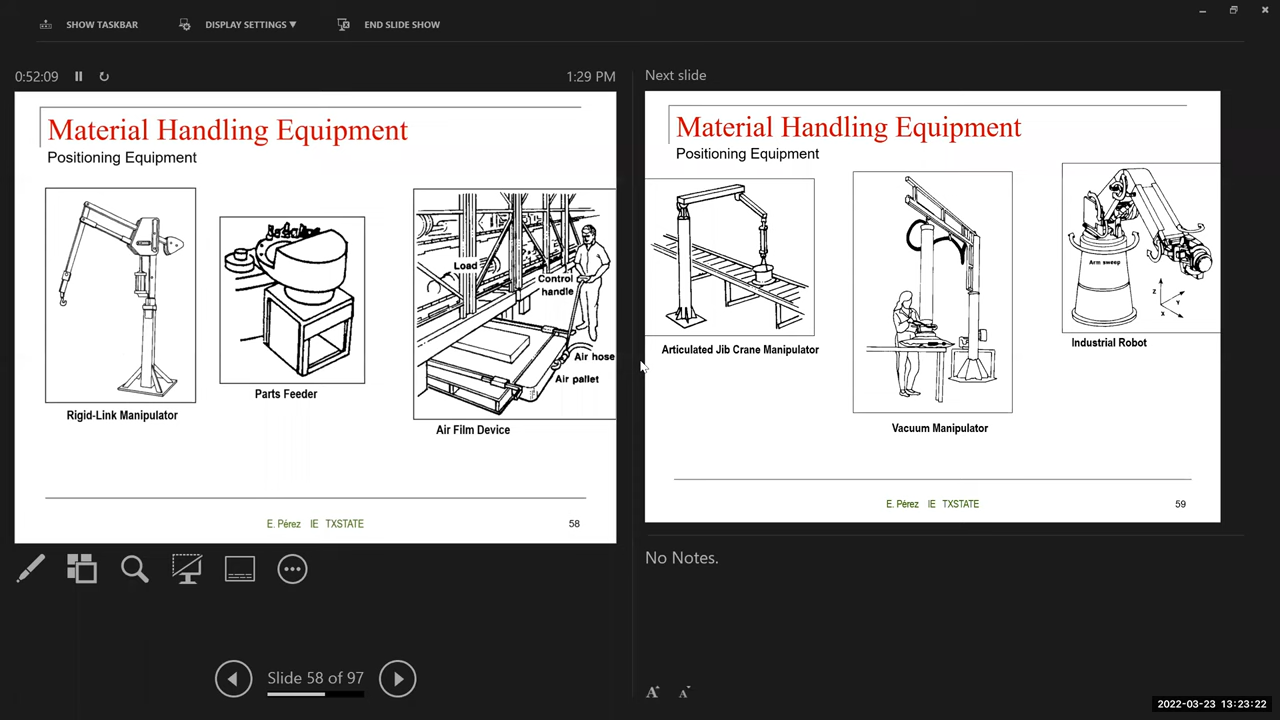 SHOW TASKBAR
DISPLAY SETTINGS ▼
END SLIDE SHOW
0:52:09
1:29 PM
Material Handling Equipment
Positioning Equipment
Load
Control
handle
Air hose
Air pallet
Rigid-Link Manipulator
Parts Feeder
Air Film Device
E. Pérez IE TXSTATE
58
Next slide
Material Handling Equipment
Positioning Equipment
Arm sweep
Z
Y
X
Articulated Jib Crane Manipulator
Vacuum Manipulator
Industrial Robot
E. Pérez IE TXSTATE
59
No Notes.
Slide 58 of 97
A A
2022-03-23 13:23:22